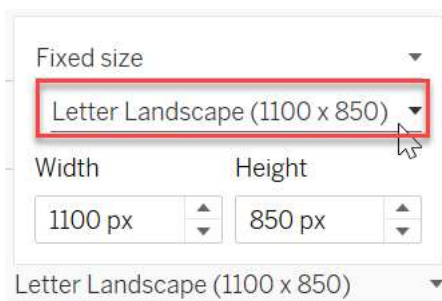 Fixed size
Letter Landscape (1100 x 850)
Width Height
1100 px 850 px
Letter Landscape (1100 x 850)